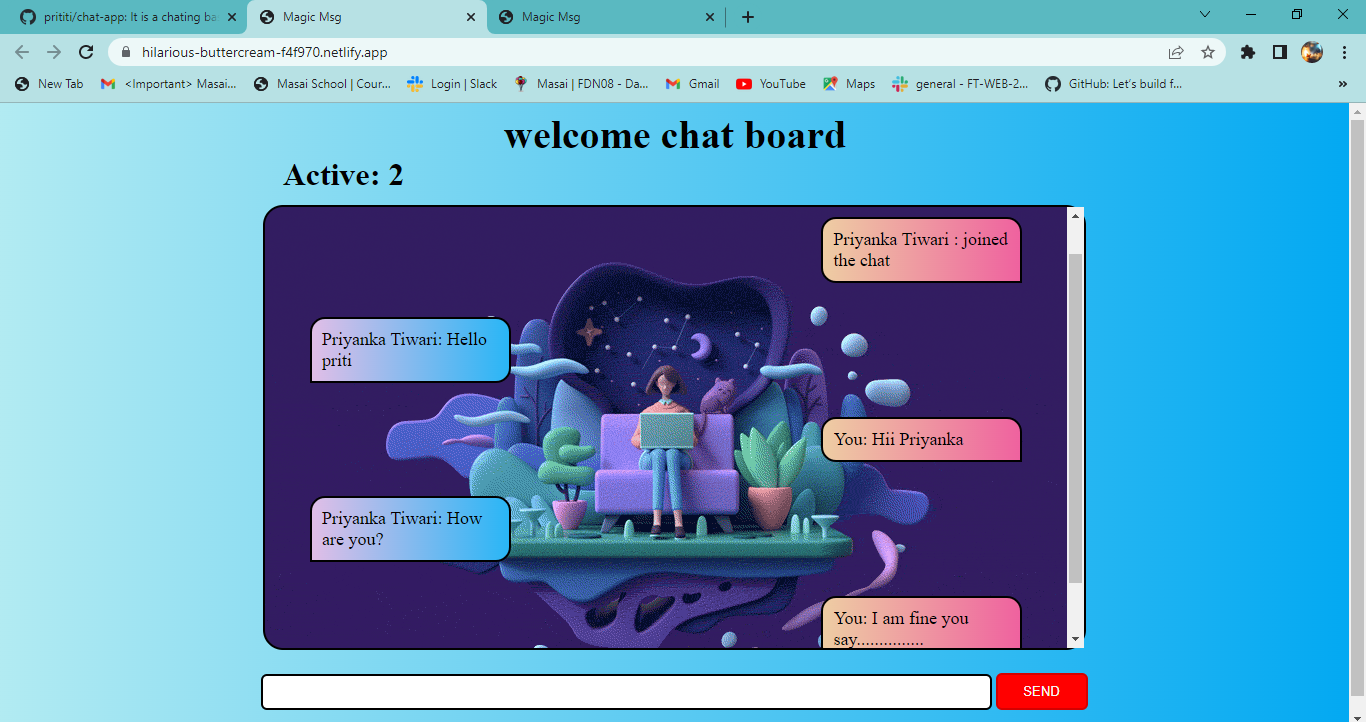 prititi/chat-app: It is a chating ba
Magic Msg
Magic Msg
hilarious-buttercream-f4f970.netlify.app
New Tab
<Important> Masai...
Masai School | Cour...
Login | Slack
Masai | FDN08 - Da...
Gmail
YouTube
Maps
general - FT-WEB-2...
GitHub: Let's build f...
»
welcome chat board
Active: 2
Priyanka Tiwari : joined
the chat
Priyanka Tiwari: Hello
priti
You: Hii Priyanka
Priyanka Tiwari: How
are you?
You: I am fine you
say...............
SEND